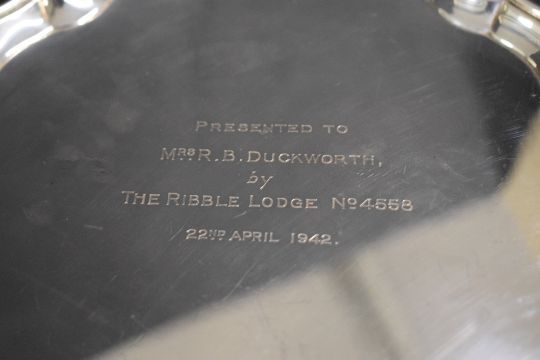 PRESENTED TO
MRS R. B. DUCKWORTH,
by
THE RIBBLE LODGE No 4558
22ND APRIL 1942.